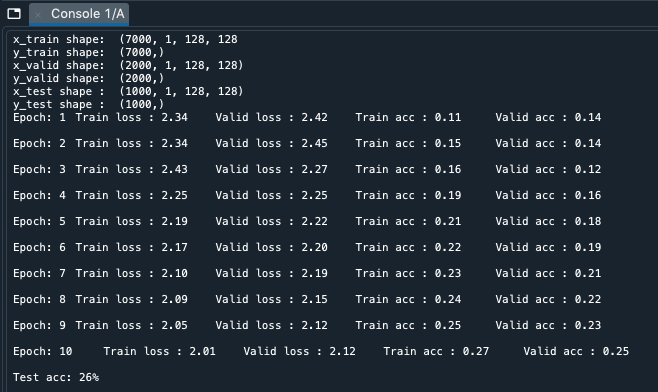 Console 1/A
x_train shape:  (7000, 1, 128, 128
y_train shape:  (7000,)
x_valid shape:  (2000, 1, 128, 128)
y_valid shape:  (2000,)
x_test shape :  (1000, 1, 128, 128)
y_test shape :  (1000,)
Epoch: 1  Train loss : 2.34    Valid loss : 2.42    Train acc : 0.11    Valid acc : 0.14
Epoch: 2  Train loss : 2.34    Valid loss : 2.45    Train acc : 0.15    Valid acc : 0.14
Epoch: 3  Train loss : 2.43    Valid loss : 2.27    Train acc : 0.16    Valid acc : 0.12
Epoch: 4  Train loss : 2.25    Valid loss : 2.25    Train acc : 0.19    Valid acc : 0.16
Epoch: 5  Train loss : 2.19    Valid loss : 2.22    Train acc : 0.21    Valid acc : 0.18
Epoch: 6  Train loss : 2.17    Valid loss : 2.20    Train acc : 0.22    Valid acc : 0.19
Epoch: 7  Train loss : 2.10    Valid loss : 2.19    Train acc : 0.23    Valid acc : 0.21
Epoch: 8  Train loss : 2.09    Valid loss : 2.15    Train acc : 0.24    Valid acc : 0.22
Epoch: 9  Train loss : 2.05    Valid loss : 2.12    Train acc : 0.25    Valid acc : 0.23
Epoch: 10    Train loss : 2.01    Valid loss : 2.12    Train acc : 0.27    Valid acc : 0.25
Test acc: 26%